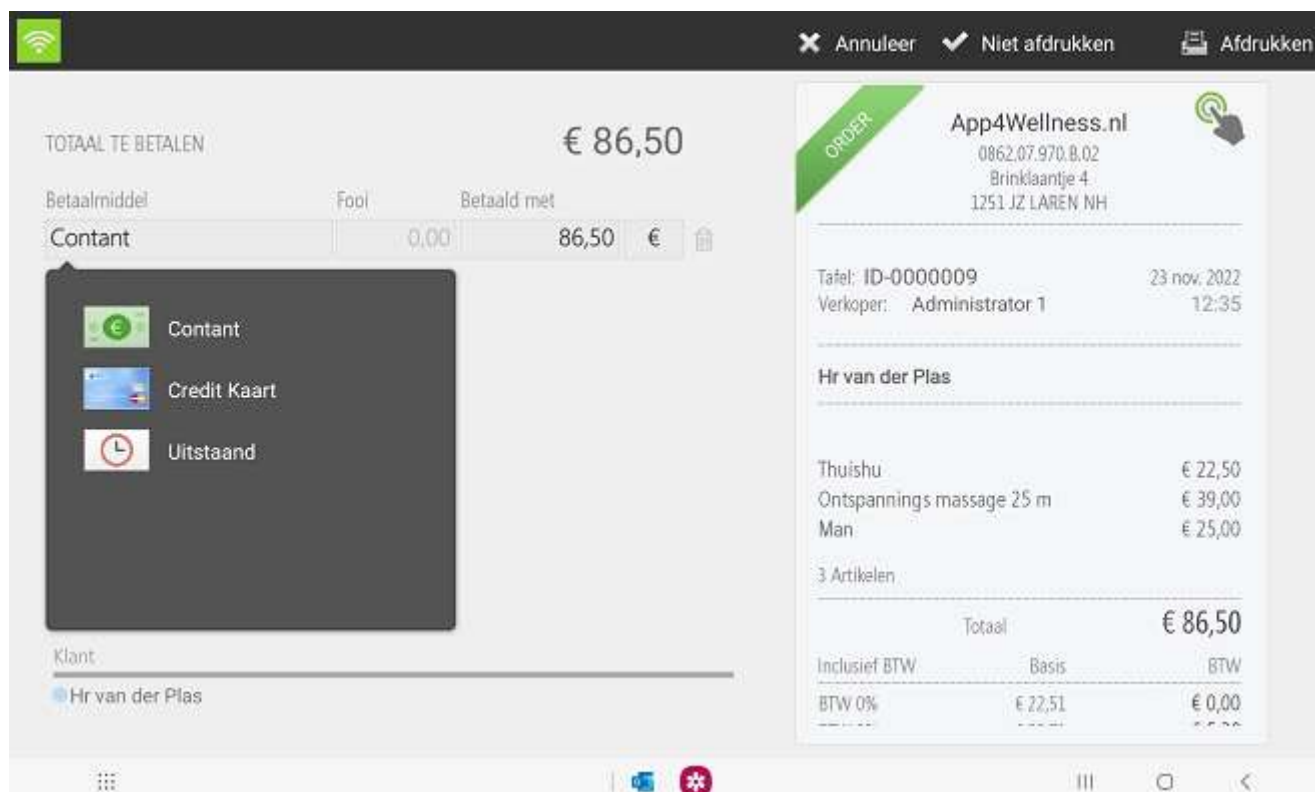 Annuleer Niet afdrukken Afdrukken
TOTAAL TE BETALEN € 86,50
Betaalmiddel Fooi Betaald met
Contant 0,00 86,50 €
Contant
Credit Kaart
Uitstaand
Klant
Hr van der Plas
ORDER
App4Wellness.nl
0862.07.970.B.02
Brinklaantje 4
1251 JZ LAREN NH
Tafel: ID-0000009 23 nov. 2022
Verkoper: Administrator 1 12:35
Hr van der Plas
Thuishu € 22,50
Ontspannings massage 25 m € 39,00
Man € 25,00
3 Artikelen
Totaal € 86,50
Inclusief BTW Basis BTW
BTW 0% € 22,51 € 0,00